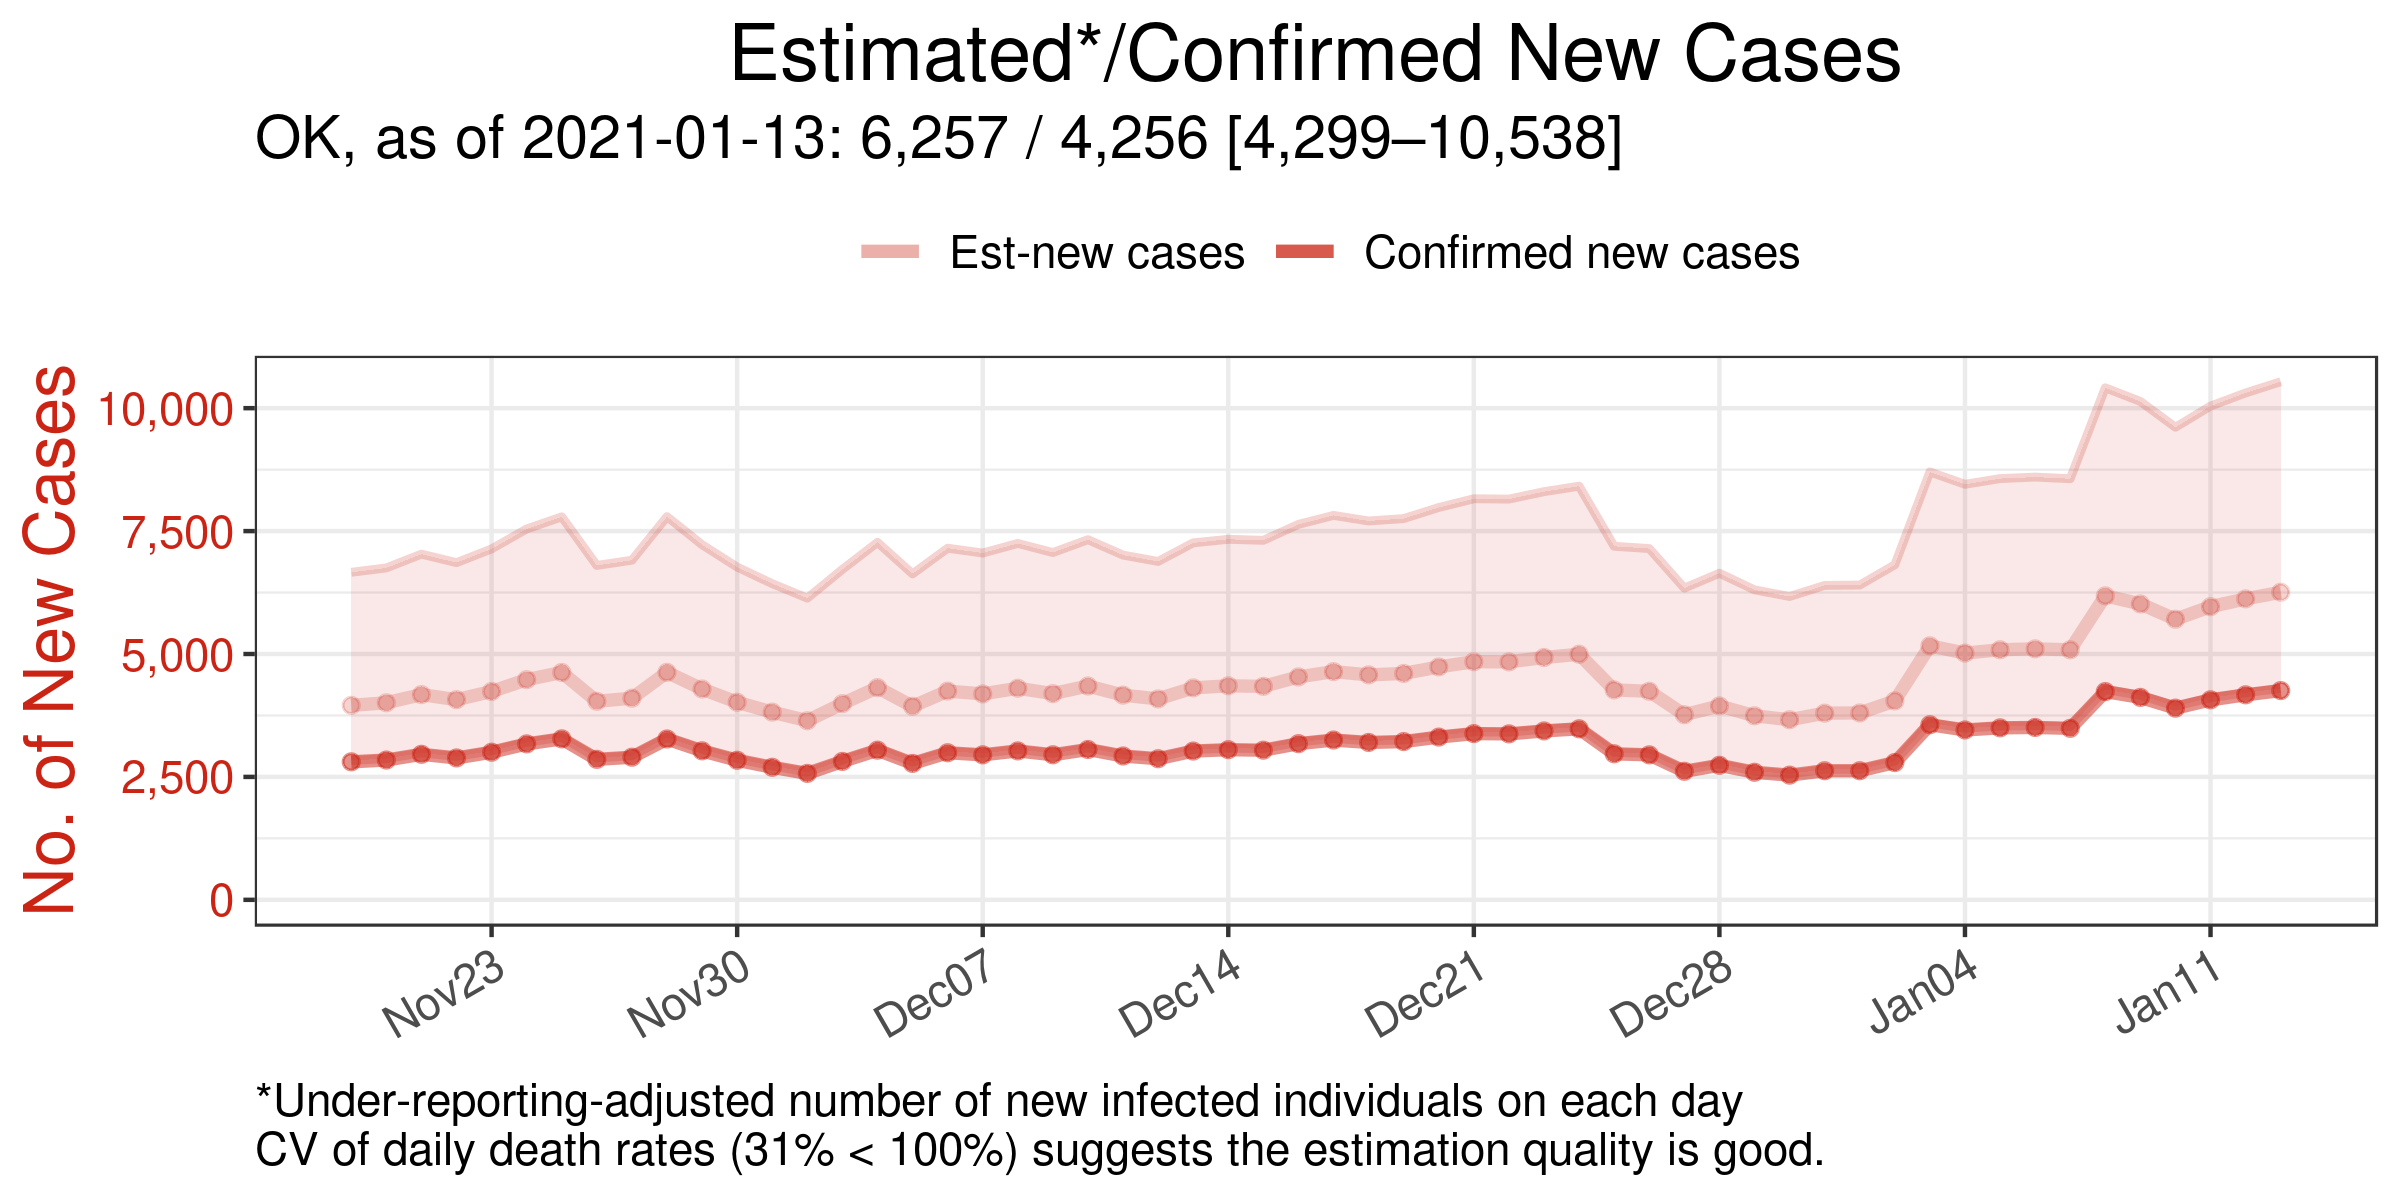 Estimated*/Confirmed New Cases
OK, as of 2021-01-13: 6,257 / 4,256 [4,299–10,538]
Est-new cases
Confirmed new cases
No. of New Cases
10,000
7,500
5,000
2,500
0
Nov23
Nov30
Dec07
Dec14
Dec21
Dec28
Jan04
Jan11
*Under-reporting-adjusted number of new infected individuals on each day
CV of daily death rates (31% < 100%) suggests the estimation quality is good.